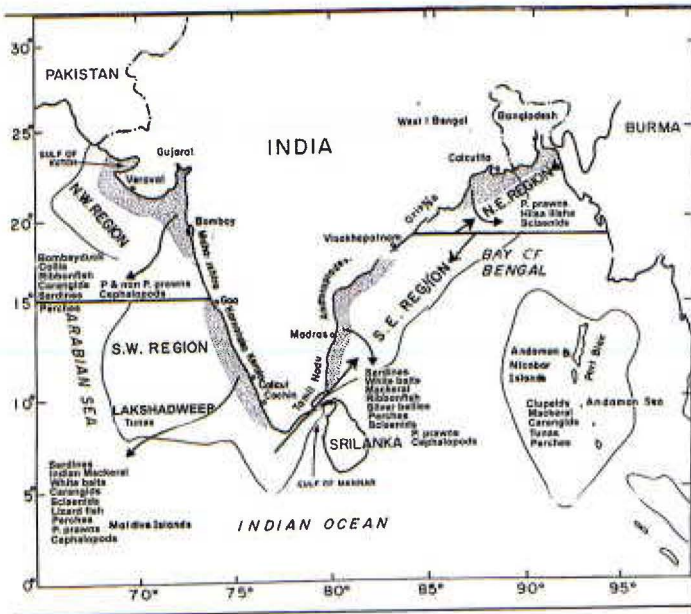 30°
25°
20°
15°
10°
5°
0°
PAKISTAN
INDIA
West Bengal
Bangladesh
BURMA
GULF OF KUTCH
Gujarat
Veraval
Calcutta
Orissa
N.W REGION
N.E. REGION
P. prawns
Hilsa ilisha
Sciaenids
Bombay
Maharashtra
Visakhapatnam
BAY OF BENGAL
Bombayduck
Coilia
Ribbonfish
Carangids
Serdines
Perches
P & non P. prawns
Cephalopods
Goa
ARABIAN SEA
S.W. REGION
S.E. REGION
Madras
Tamil Nadu
Calicut
Cochin
LAKSHADWEEP
Tunas
Serdines
White baits
Mackerel
Ribbonfish
Silver bellies
Perches
Sciaenids
P. prawns
Cephalopods
SRILANKA
GULF OF MANNAR
Andaman
Nicobar
Islands
Port Blair
Andaman Sea
Clupeids
Mackerel
Carangids
Tunas
Perches
Serdines
Indian Mackerel
White baits
Carangids
Sciaenids
Lizard fish
Perches
P. prawns
Cephalopods
Maldive Islands
INDIAN OCEAN
70° 75° 80° 85° 90° 95°